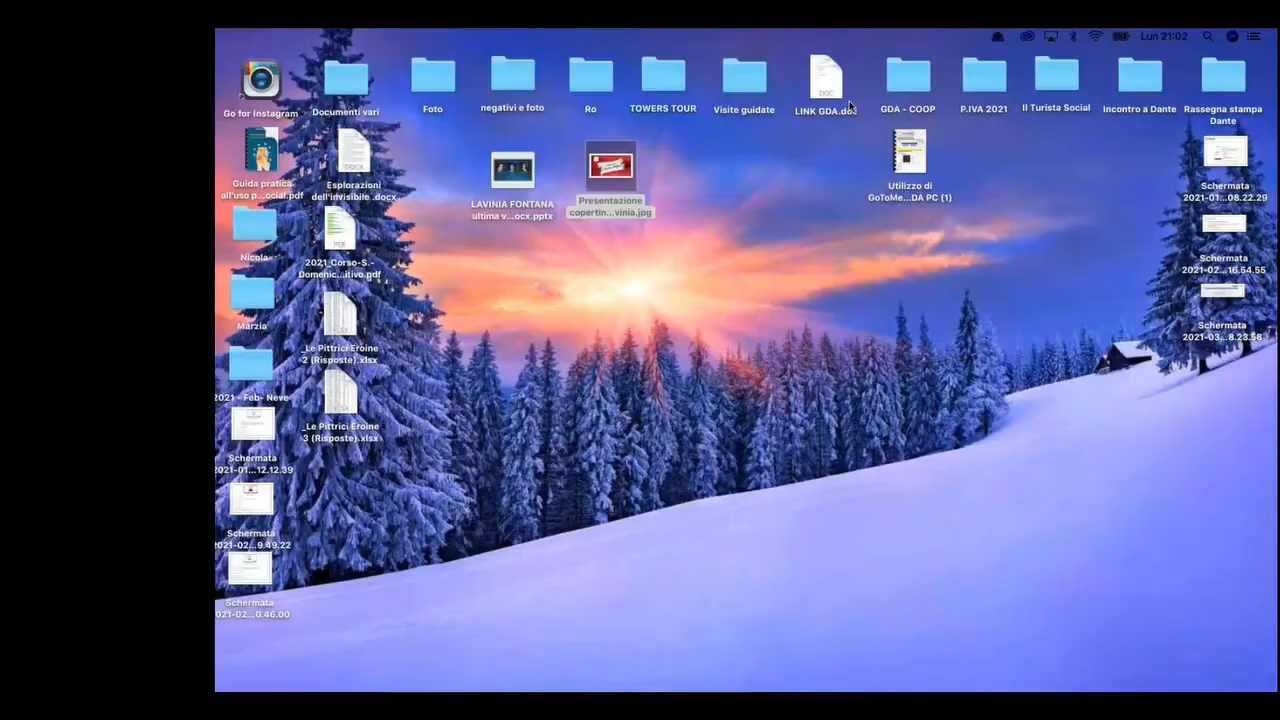 Lun 21:02
Go for Instagram
Documenti vari
Foto
negativi e foto
Ro
TOWERS TOUR
Visite guidate
LINK GDA.doc
GDA - COOP
P.IVA 2021
Il Turista Social
Incontro a Dante
Rassegna stampa
Dante
Guida pratica
all'uso p...ocial.pdf
Esplorazioni
dell'invisibile .docx
LAVINIA FONTANA
ultima v...ocx.pptx
Presentazione
copertin...vinia.jpg
Utilizzo di
GoToMe...DA PC (1)
Schermata
2021-01...08.22.29
Nicola
2021_Corso-S.-
Domenic...itivo.pdf
Schermata
2021-02...16.54.55
Marzia
_Le Pittrici Eroine
2 (Risposte).xlsx
Schermata
2021-03...8.23.58
2021 - Feb- Neve
_Le Pittrici Eroine
3 (Risposte).xlsx
Schermata
2021-01...12.12.39
Schermata
2021-02...9.49.22
Schermata
021-02...0.46.00